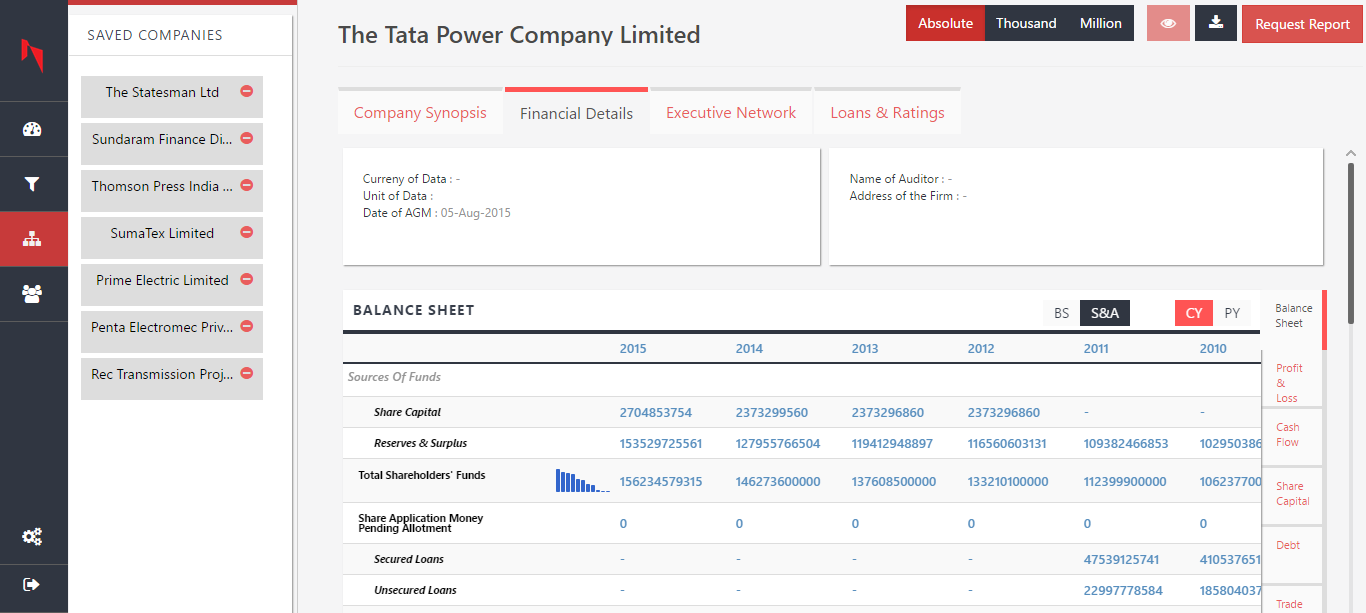 SAVED COMPANIES
The Statesman Ltd
Sundaram Finance Di...
Thomson Press India ...
SumaTex Limited
Prime Electric Limited
Penta Electromec Priv...
Rec Transmission Proj...
The Tata Power Company Limited
Absolute Thousand Million Request Report
Company Synopsis Financial Details Executive Network Loans & Ratings
Curreny of Data : -
Unit of Data :
Date of AGM : 05-Aug-2015
Name of Auditor : -
Address of the Firm : -
BALANCE SHEET BS S&A CY PY
2015 2014 2013 2012 2011 2010
Sources Of Funds
Share Capital 2704853754 2373299560 2373296860 2373296860 - -
Reserves & Surplus 153529725561 127955766504 119412948897 116560603131 109382466853 102950386
Total Shareholders' Funds 156234579315 146273600000 137608500000 133210100000 112399900000 106237700
Share Application Money
Pending Allotment 0 0 0 0 0 0
Secured Loans - - - - 47539125741 410537651
Unsecured Loans - - - - 22997778584 185804037
Balance
Sheet
Profit
&
Loss
Cash
Flow
Share
Capital
Debt
Trade